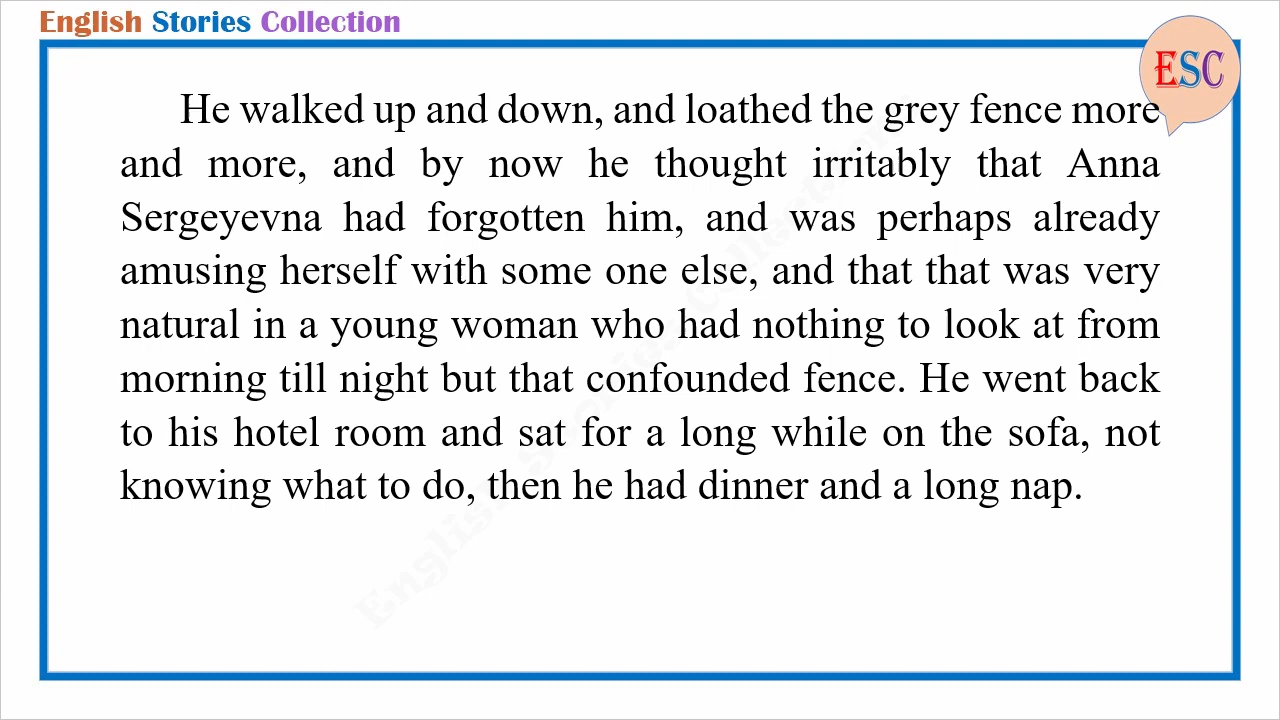 English Stories Collection
ESC
He walked up and down, and loathed the grey fence more
and more, and by now he thought irritably that Anna
Sergeyevna had forgotten him, and was perhaps already
amusing herself with some one else, and that that was very
natural in a young woman who had nothing to look at from
morning till night but that confounded fence. He went back
to his hotel room and sat for a long while on the sofa, not
knowing what to do, then he had dinner and a long nap.
English Stories Collection